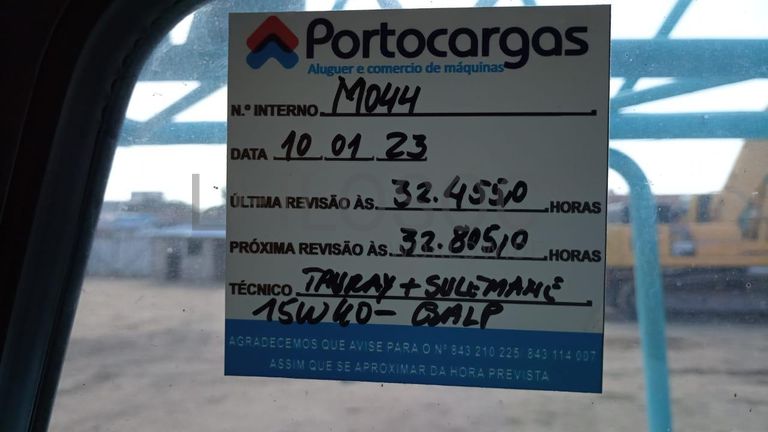 Portocargas
Aluguer e comercio de máquinas
N.º INTERNO M044
DATA 10 01 23
ÚLTIMA REVISÃO ÀS 32.455,0 HORAS
PRÓXIMA REVISÃO ÀS 32.805,0 HORAS
TÉCNICO TAURAY + SULEMANE
15W40 - GALP
AGRADECEMOS QUE AVISE PARA O Nº 843 210 225/ 843 114 007
ASSIM QUE SE APROXIMAR DA HORA PREVISTA